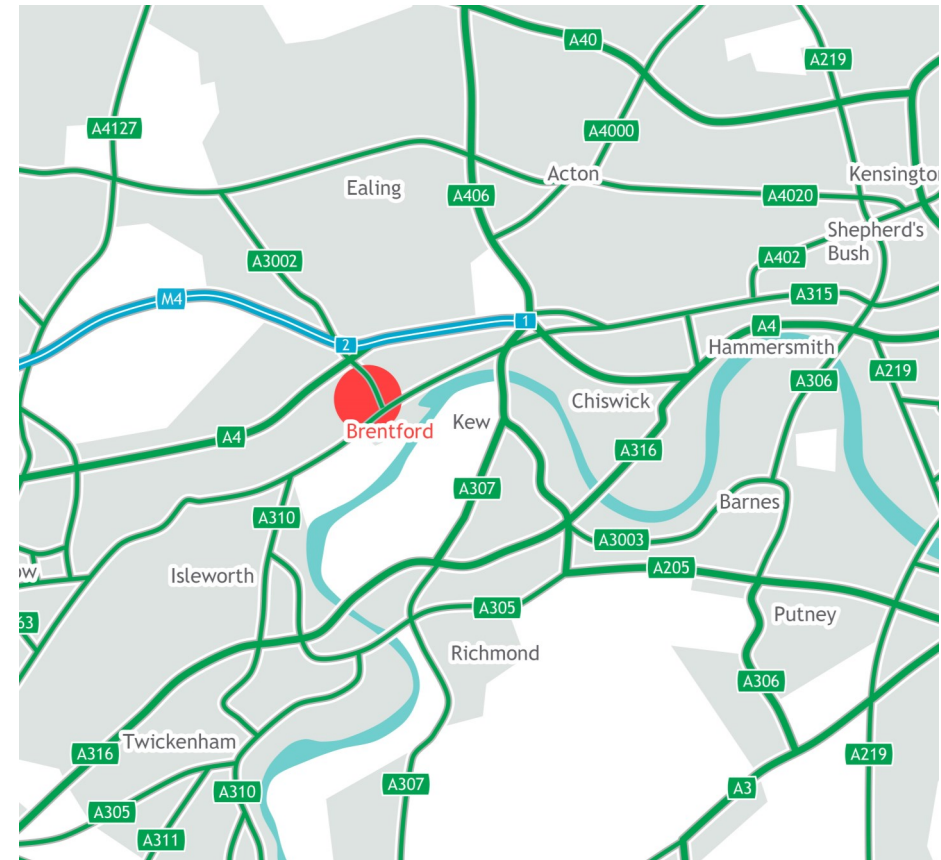 A40
A219
A4127
A4000
Ealing
A406
Acton
A4020
Kensington
Shepherd's
Bush
A3002
A402
M4
A315
1
A4
2
Hammersmith
A306
A219
Chiswick
Kew
Brentford
A4
A316
A307
Barnes
A310
A3003
Isleworth
A205
ow
63
A305
Putney
Richmond
A306
Twickenham
A316
A219
A307
A3
A310
A305
A311